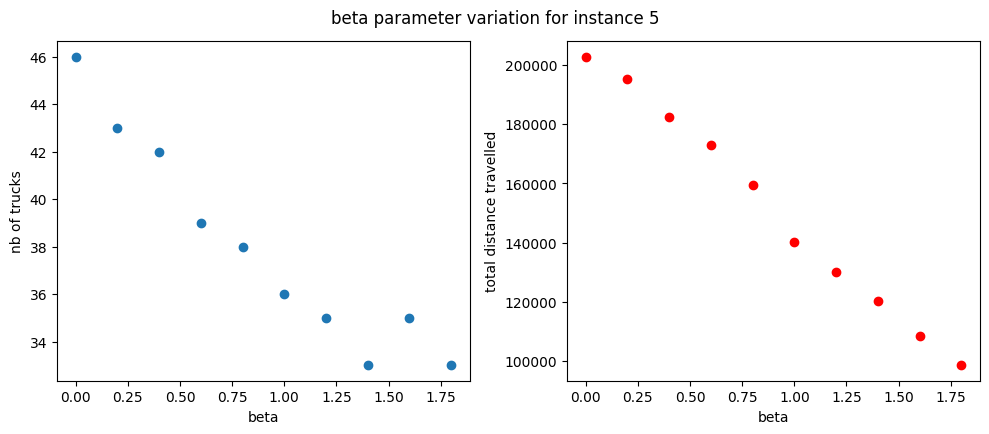 beta parameter variation for instance 5
nb of trucks
46
44
42
40
38
36
34
0.00 0.25 0.50 0.75 1.00 1.25 1.50 1.75
beta
total distance travelled
200000
180000
160000
140000
120000
100000
0.00 0.25 0.50 0.75 1.00 1.25 1.50 1.75
beta